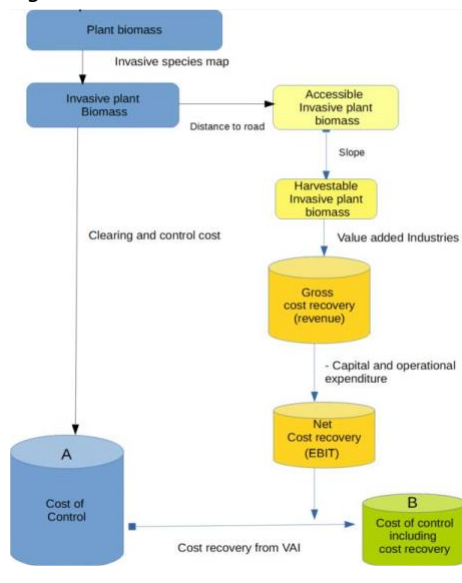 Plant biomass
Invasive species map
Invasive plant
Biomass
Distance to road
Accessible
Invasive plant
biomass
Slope
Harvestable
Invasive plant
biomass
Clearing and control cost
Value added Industries
Gross
cost recovery
(revenue)
- Capital and operational
expenditure
Net
Cost recovery
(EBIT)
A
Cost of
Control
Cost recovery from VAI
B
Cost of control
including
cost recovery